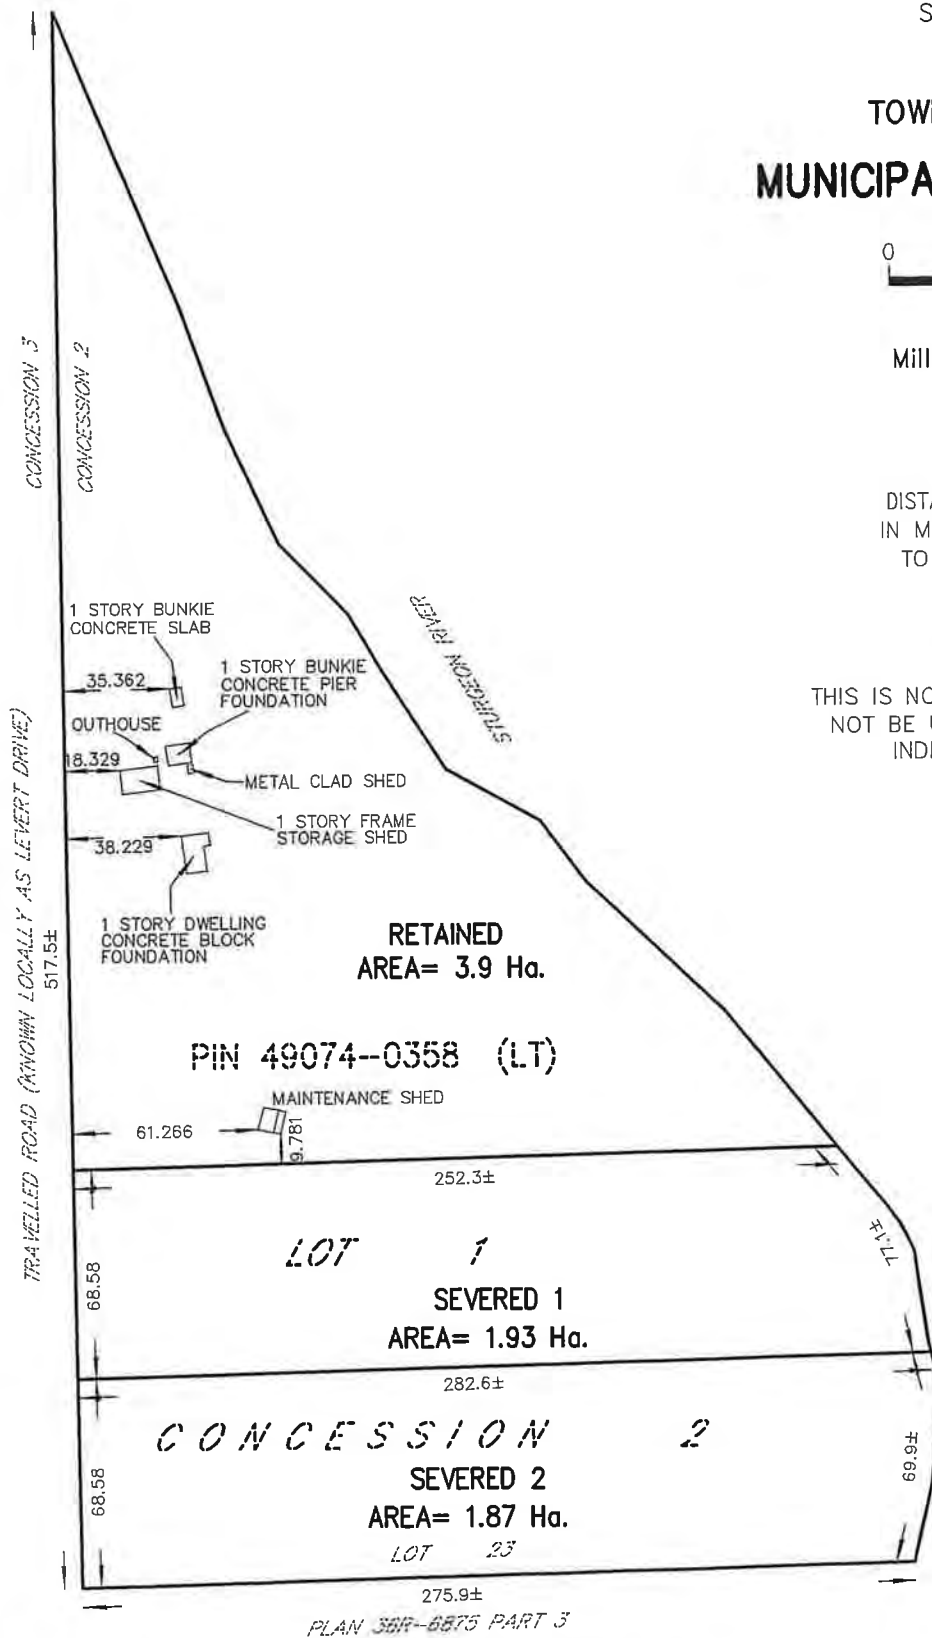 S
TOW
MUNICIPA
0
Mill
DIST
IN M
TO
THIS IS NO
NOT BE
INDE
CONCESSION 3
CONCESSION 2
STURGEON RIVER
1 STORY BUNKIE
CONCRETE SLAB
35.362
1 STORY BUNKIE
CONCRETE PIER
FOUNDATION
OUTHOUSE
18.329
METAL CLAD SHED
1 STORY FRAME
STORAGE SHED
38.229
1 STORY DWELLING
CONCRETE BLOCK
FOUNDATION
TRAVELLED ROAD (KNOWN LOCALLY AS LEVERT DRIVE)
517.5±
RETAINED
AREA= 3.9 Ha.
PIN 49074--0358 (LT)
MAINTENANCE SHED
61.266
9.781
252.3±
77.1±
LOT 1
68.58
SEVERED 1
AREA= 1.93 Ha.
282.6±
CONCESSION 2
68.58
SEVERED 2
AREA= 1.87 Ha.
69.9±
LOT 23
275.9±
PLAN 36R--6875 PART 3